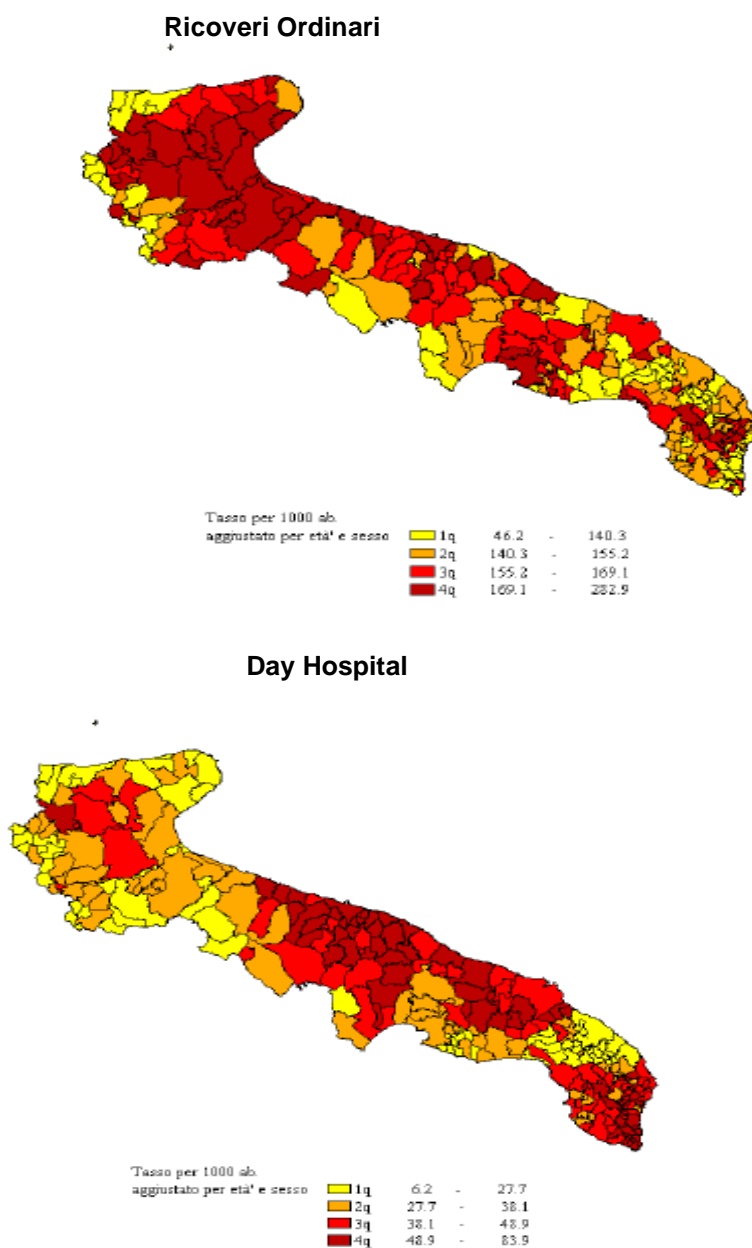 Ricoveri Ordinari
Tasso per 1000 ab.
aggiustato per età' e sesso
1q 46.2 - 140.3
2q 140.3 - 155.2
3q 155.2 - 169.1
4q 169.1 - 282.9
Day Hospital
Tasso per 1000 ab.
aggiustato per età' e sesso
1q 6.2 - 27.7
2q 27.7 - 38.1
3q 38.1 - 48.9
4q 48.9 - 83.9